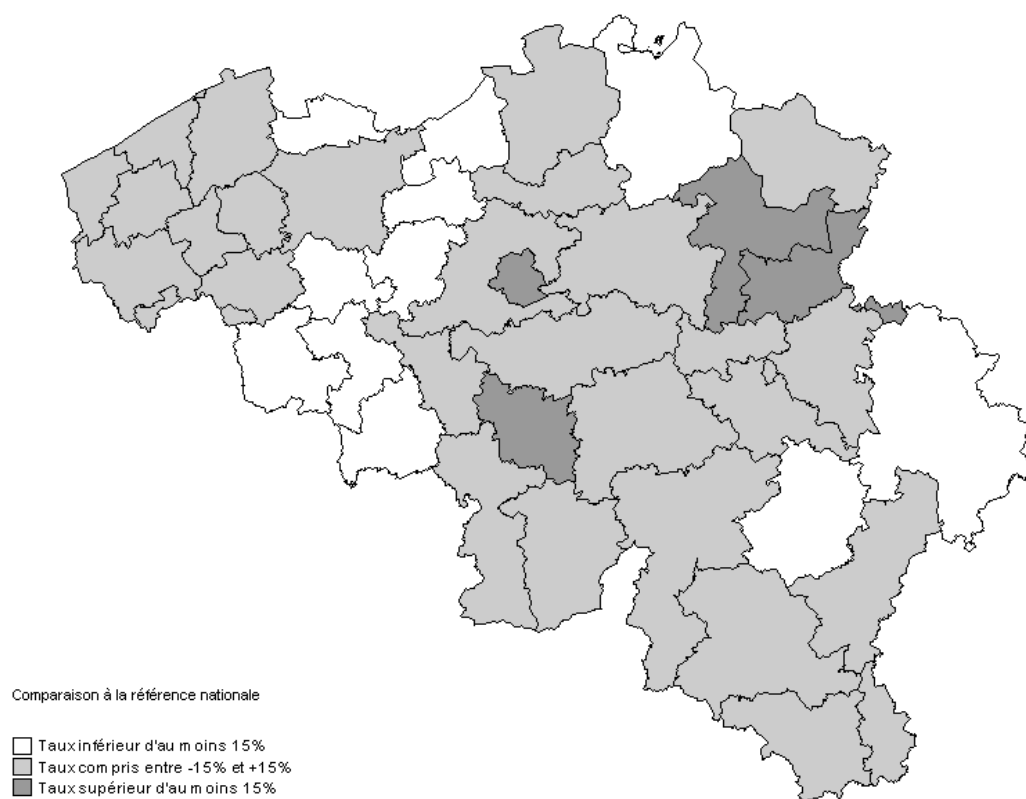 Comparaison à la référence nationale
Taux inférieur d'au moins 15%
Taux compris entre -15% et +15%
Taux supérieur d'au moins 15%